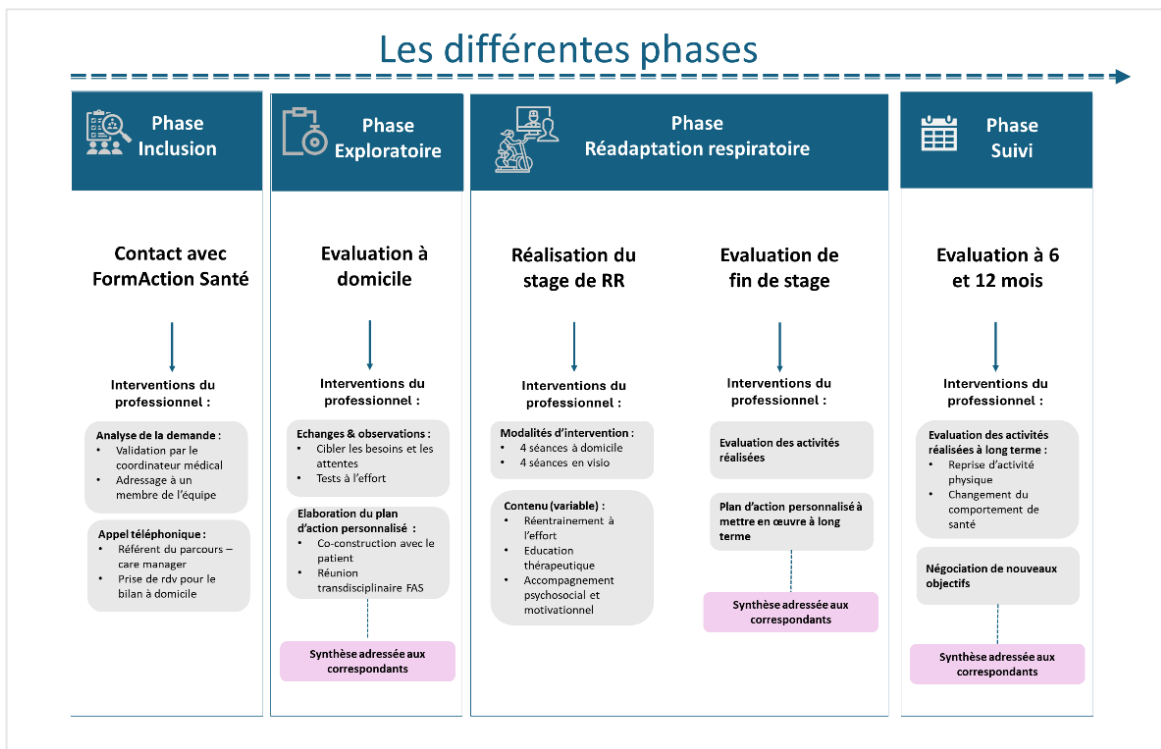 Les différentes phases
Phase
Inclusion
Contact avec
FormAction Santé
Interventions du
professionnel :
Analyse de la demande :
• Validation par le
coordinateur médical
• Adressage à un
membre de l'équipe
Appel téléphonique :
• Référent du parcours –
care manager
• Prise de rdv pour le
bilan à domicile
Phase
Exploratoire
Evaluation à
domicile
Interventions du
professionnel :
Echanges & observations :
• Cibler les besoins et les
attentes
• Tests à l'effort
Elaboration du plan
d'action personnalisé :
• Co-construction avec le
patient
• Réunion
transdisciplinaire FAS
Synthèse adressée aux
correspondants
Phase
Réadaptation respiratoire
Réalisation du
stage de RR
Interventions du
professionnel :
Modalités d'intervention :
• 4 séances à domicile
• 4 séances en visio
Contenu (variable) :
• Réentrainement à
l'effort
• Education
thérapeutique
• Accompagnement
psychosocial et
motivationnel
Evaluation de
fin de stage
Interventions du
professionnel :
Evaluation des activités
réalisées
Plan d'action personnalisé à
mettre en œuvre à long
terme
Synthèse adressée aux
correspondants
Phase
Suivi
Evaluation à 6
et 12 mois
Interventions du
professionnel :
Evaluation des activités
réalisées à long terme :
• Reprise d'activité
physique
• Changement du
comportement de
santé
Négociation de nouveaux
objectifs
Synthèse adressée aux
correspondants